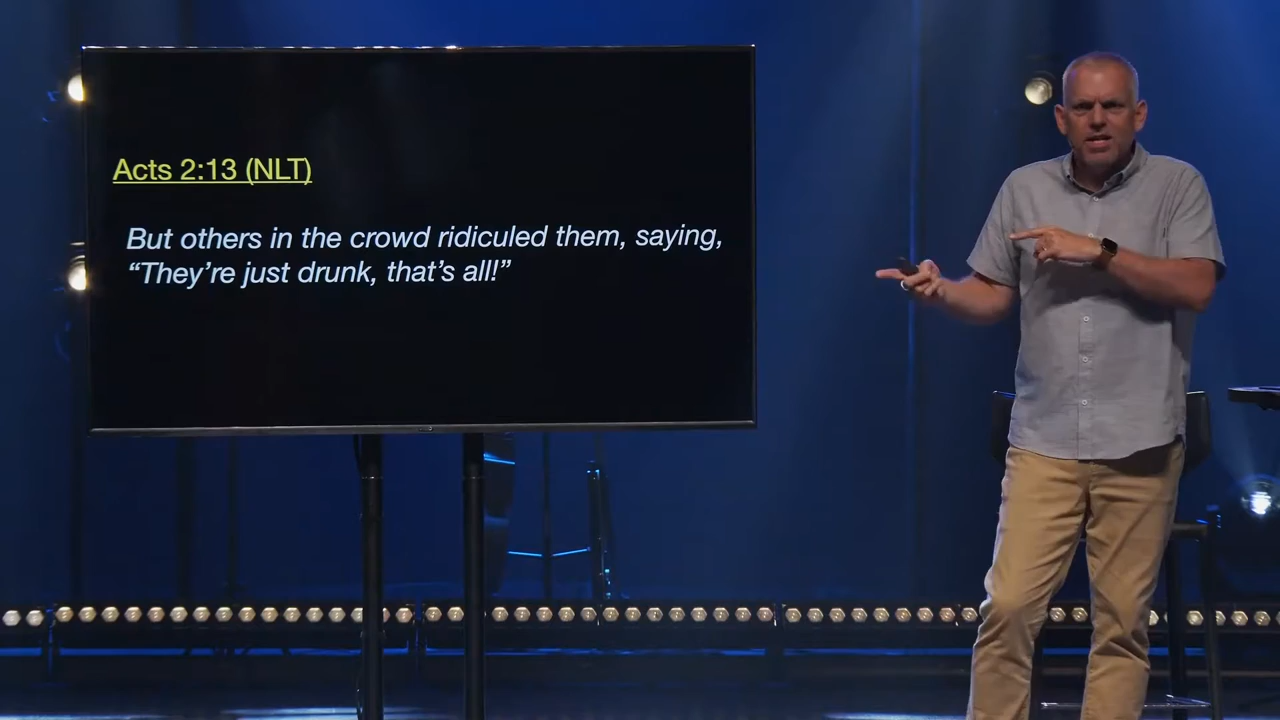 Acts 2:13 (NLT)
But others in the crowd ridiculed them, saying,
“They’re just drunk, that’s all!”